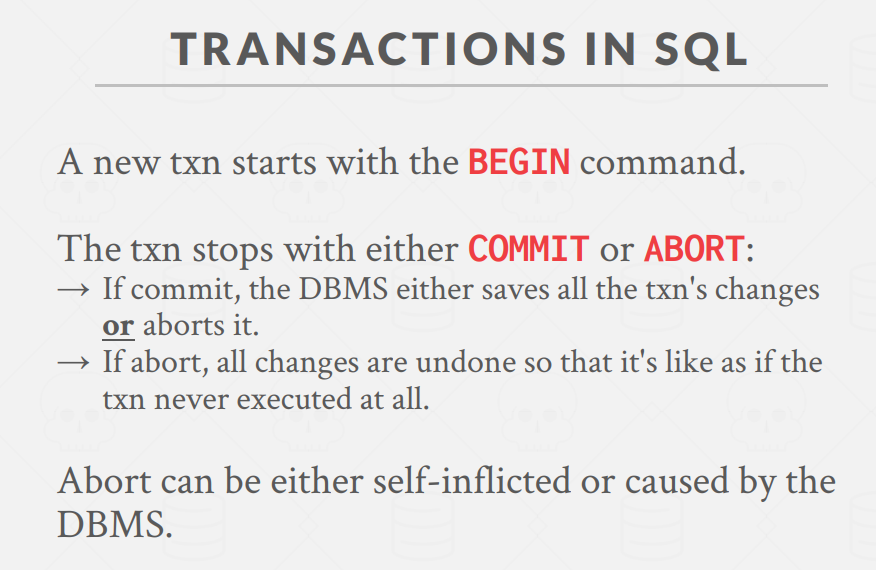 TRANSACTIONS IN SQL
A new txn starts with the BEGIN command.
The txn stops with either COMMIT or ABORT:
→ If commit, the DBMS either saves all the txn's changes
or aborts it.
→ If abort, all changes are undone so that it's like as if the
txn never executed at all.
Abort can be either self-inflicted or caused by the
DBMS.